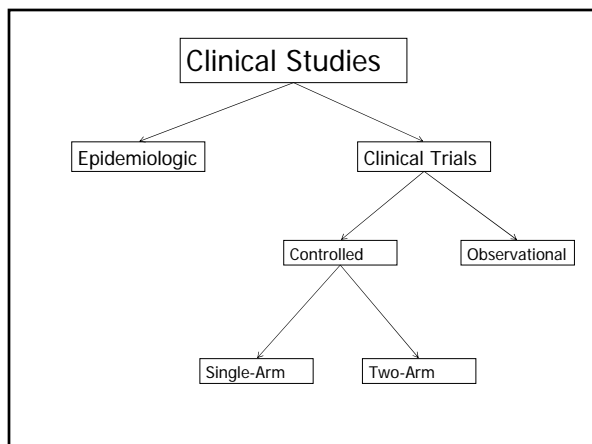 Clinical Studies
Epidemiologic
Clinical Trials
Controlled
Observational
Single-Arm
Two-Arm